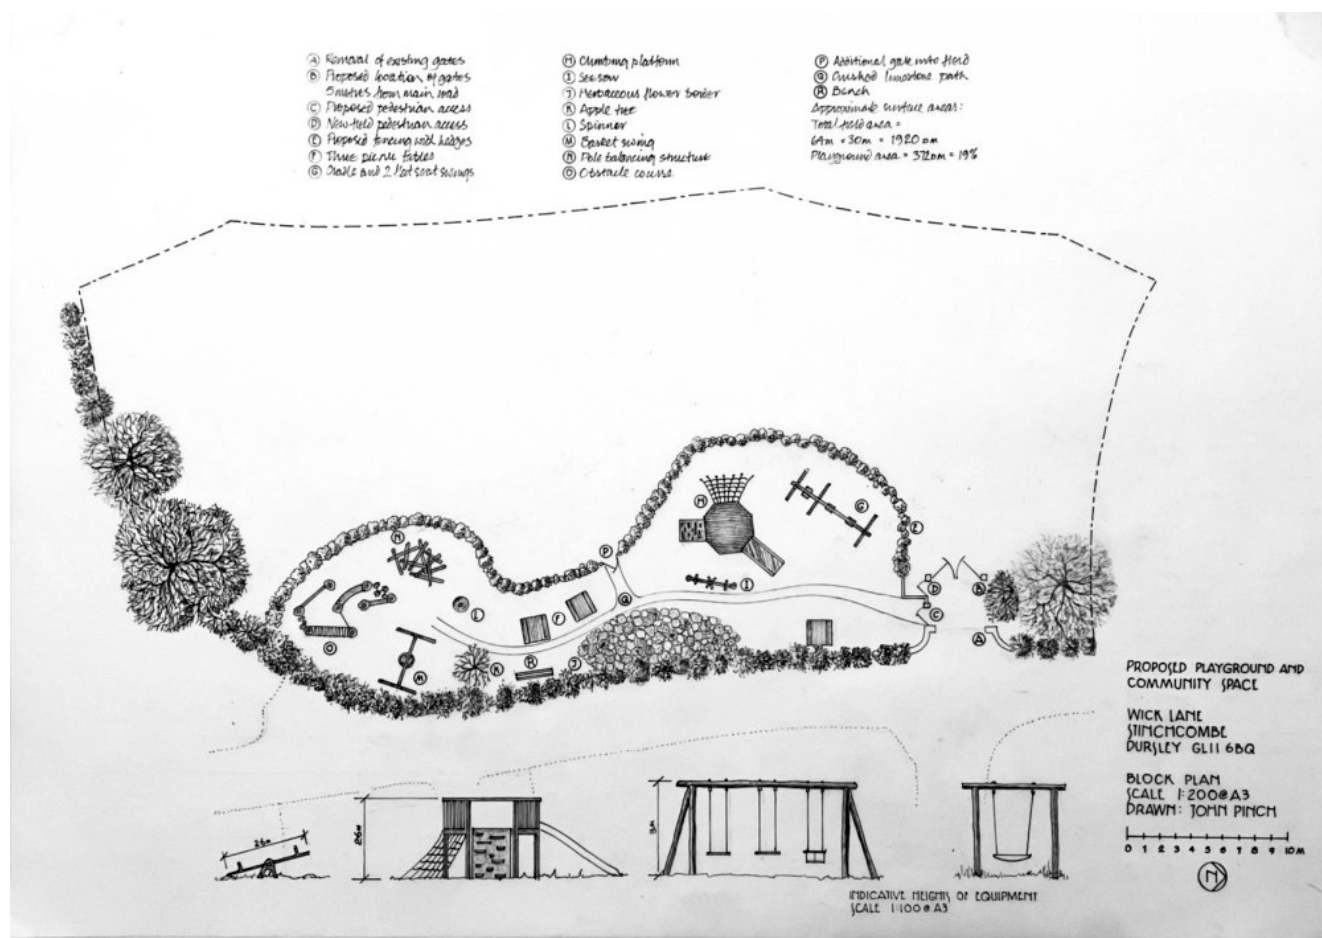 A Removal of existing gates
B Proposed location of gates
5 metres from main road
C Proposed pedestrian access
D New field pedestrian access
E Proposed fencing with hedges
F Three picnic tables
G Cradle and 2 flat seat swings
H Climbing platform
I See saw
J Herbaceous flower border
K Apple tree
L Spinner
M Basket swing
N Pole balancing structure
O Obstacle course
P Additional gate into field
Q Crushed limestone path
R Bench
Approximate surface areas:
Total field area =
64m × 30m = 1920 □m
Playground area = 372□m = 19%
H
G
E
N
P
I
D
B
Q
C
L
F
A
O
M
K
R
J
PROPOSED PLAYGROUND AND
COMMUNITY SPACE
WICK LANE
STINCHCOMBE
DURSLEY GL11 6BQ
BLOCK PLAN
SCALE 1:200@A3
DRAWN: JOHN PINCH
0 1 2 3 4 5 6 7 8 9 10M
N
3m
INDICATIVE HEIGHTS OF EQUIPMENT
SCALE 1:100@A3